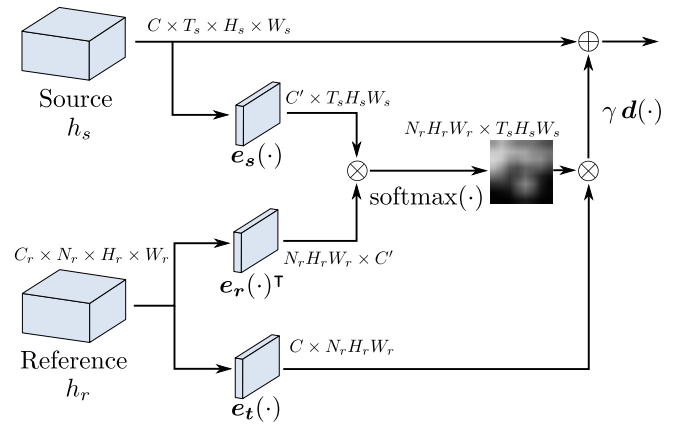 C × T_s × H_s × W_s
Source
h_s
C′ × T_sH_sW_s
e_s(·)
N_rH_rW_r × T_sH_sW_s
γ d(·)
softmax(·)
C_r × N_r × H_r × W_r
N_rH_rW_r × C′
e_r(·)ᵀ
Reference
h_r
C × N_rH_rW_r
e_t(·)